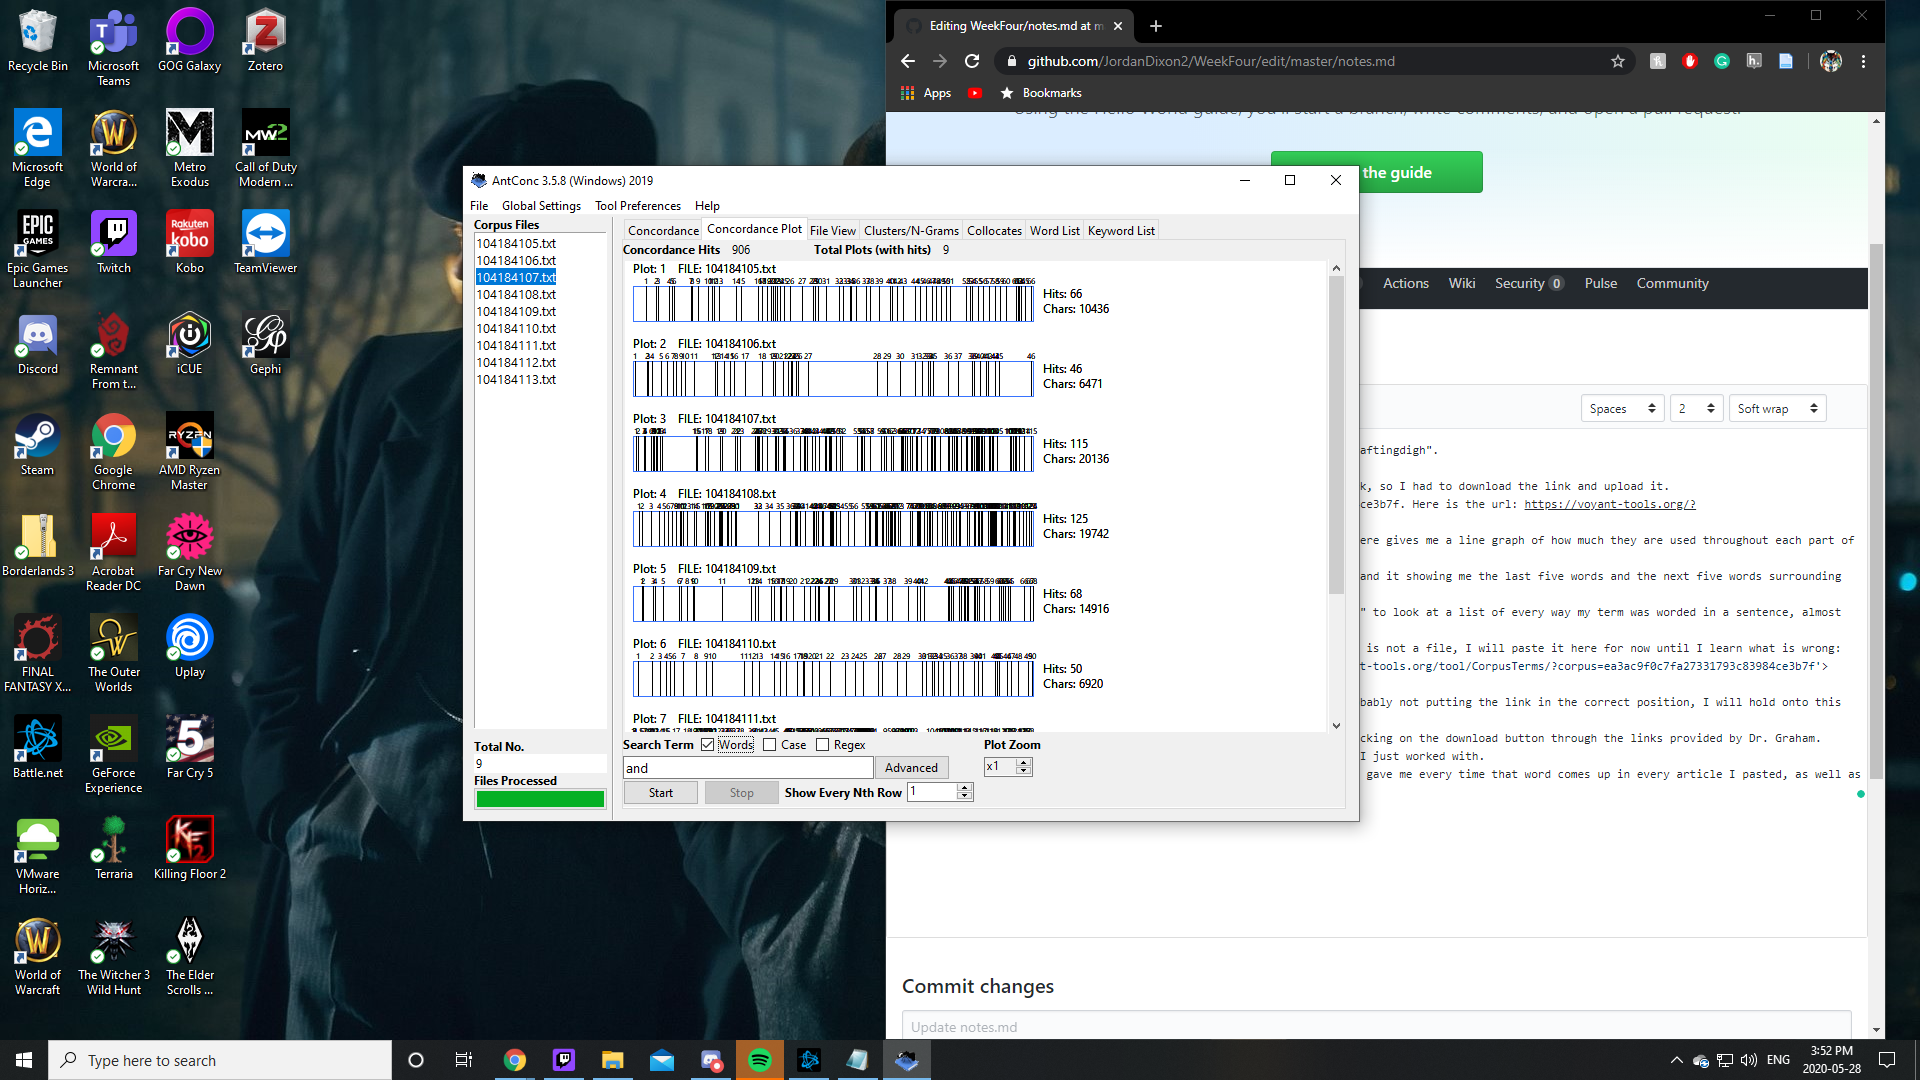 Recycle Bin
Microsoft Teams
GOG Galaxy
Zotero
Microsoft Edge
World of Warcra...
Metro Exodus
Call of Duty Modern ...
Epic Games Launcher
Twitch
Kobo
TeamViewer
Discord
Remnant From t...
iCUE
Gephi
Steam
Google Chrome
AMD Ryzen Master
Borderlands 3
Acrobat Reader DC
Far Cry New Dawn
FINAL FANTASY X...
The Outer Worlds
Uplay
Battle.net
GeForce Experience
Far Cry 5
VMware Horiz...
Terraria
Killing Floor 2
World of Warcraft
The Witcher 3 Wild Hunt
The Elder Scrolls ...
Editing WeekFour/notes.md at m
github.com/JordanDixon2/WeekFour/edit/master/notes.md
Apps
Bookmarks
the guide
Actions Wiki Security 0 Pulse Community
Spaces 2 Soft wrap
aftingdigh".
k, so I had to download the link and upload it.
ce3b7f. Here is the url: https://voyant-tools.org/?
ere gives me a line graph of how much they are used throughout each part of
and it showing me the last five words and the next five words surrounding
" to look at a list of every way my term was worded in a sentence, almost
is not a file, I will paste it here for now until I learn what is wrong:
t-tools.org/tool/CorpusTerms/?corpus=ea3ac9f0c7fa27331793c83984ce3b7f'>
bably not putting the link in the correct position, I will hold onto this
cking on the download button through the links provided by Dr. Graham.
I just worked with.
gave me every time that word comes up in every article I pasted, as well as
Commit changes
Update notes.md
AntConc 3.5.8 (Windows) 2019
File Global Settings Tool Preferences Help
Corpus Files
104184105.txt
104184106.txt
104184107.txt
104184108.txt
104184109.txt
104184110.txt
104184111.txt
104184112.txt
104184113.txt
Total No.
9
Files Processed
Concordance Concordance Plot File View Clusters/N-Grams Collocates Word List Keyword List
Concordance Hits 906 Total Plots (with hits) 9
Plot: 1 FILE: 104184105.txt
Hits: 66
Chars: 10436
Plot: 2 FILE: 104184106.txt
Hits: 46
Chars: 6471
Plot: 3 FILE: 104184107.txt
Hits: 115
Chars: 20136
Plot: 4 FILE: 104184108.txt
Hits: 125
Chars: 19742
Plot: 5 FILE: 104184109.txt
Hits: 68
Chars: 14916
Plot: 6 FILE: 104184110.txt
Hits: 50
Chars: 6920
Plot: 7 FILE: 104184111.txt
Search Term Words Case Regex Plot Zoom
and Advanced x1
Start Stop Show Every Nth Row 1
Type here to search
ENG
3:52 PM
2020-05-28